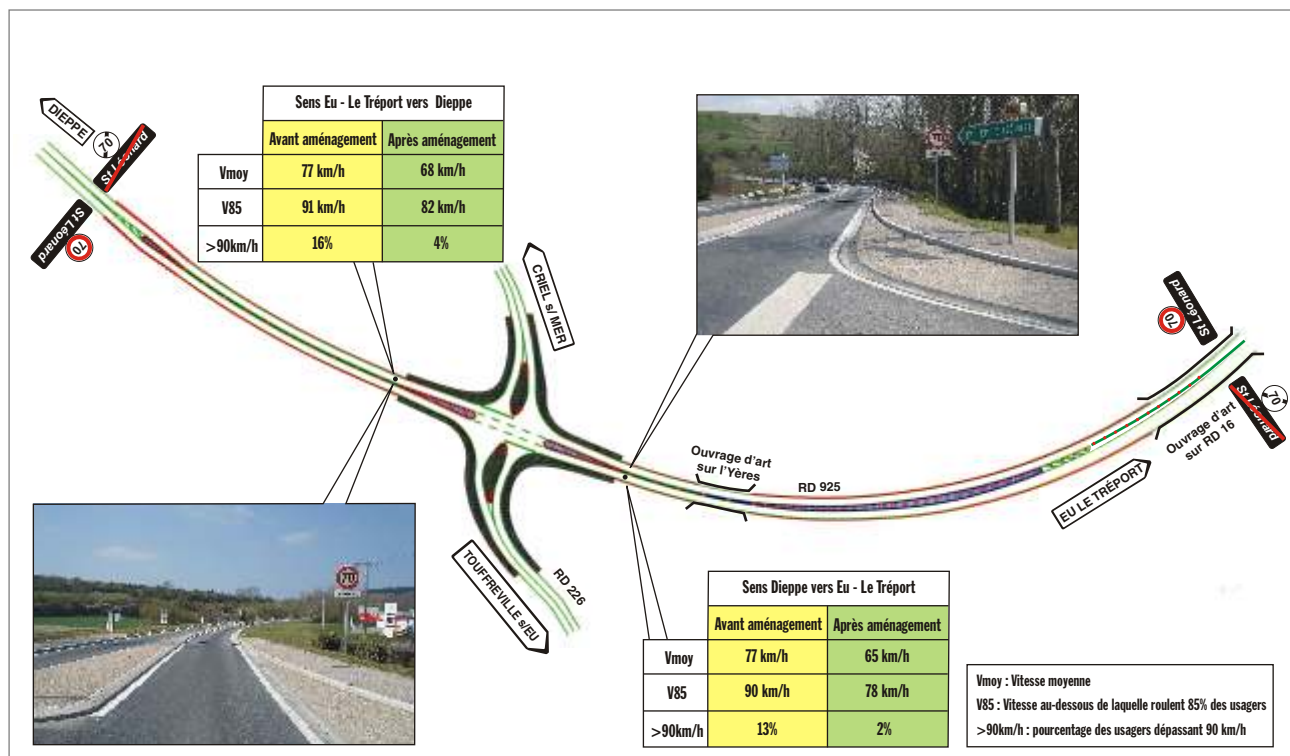 Sens Eu - Le Tréport vers Dieppe
Avant aménagement Après aménagement
Vmoy 77 km/h 68 km/h
V85 91 km/h 82 km/h
>90km/h 16% 4%
DIEPPE
70
St Léonard
St Léonard
70
CRIEL s/ MER
70
St Léonard
St Léonard
70
Ouvrage d'art
sur RD 16
Ouvrage d'art
sur l'Yères
RD 925
EU LE TRÉPORT
TOUFFREVILLE s/EU
RD 226
70
70
Sens Dieppe vers Eu - Le Tréport
Avant aménagement Après aménagement
Vmoy 77 km/h 65 km/h
V85 90 km/h 78 km/h
>90km/h 13% 2%
Vmoy : Vitesse moyenne
V85 : Vitesse au-dessous de laquelle roulent 85% des usagers
>90km/h : pourcentage des usagers dépassant 90 km/h